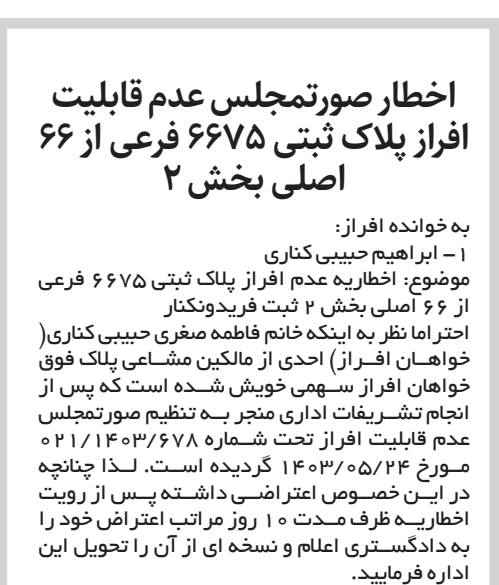 اخطار صورتمجلس عدم قابلیت
افراز پلاک ثبتی ۶۶۷۵ فرعی از ۶۶
اصلی بخش ۲
به خوانده افراز:
۱- ابراهیم حبیبی کناری
موضوع: اخطاریه عدم افراز پلاک ثبتی ۶۶۷۵ فرعی
از ۶۶ اصلی بخش ۲ ثبت فریدونکنار
احتراما نظر به اینکه خانم فاطمه صغری حبیبی کناری(
خواهان افراز) احدی از مالکین مشاعی پلاک فوق
خواهان افراز سهمی خویش شده است که پس از
انجام تشریفات اداری منجر به تنظیم صورتمجلس
عدم قابلیت افراز تحت شماره ۰۲۱/۱۴۰۳/۶۷۸
مورخ ۱۴۰۳/۰۵/۲۴ گردیده است. لذا چنانچه
در این خصوص اعتراضی داشته پس از رویت
اخطاریه ظرف مدت ۱۰ روز مراتب اعتراض خود را
به دادگستری اعلام و نسخه ای از آن را تحویل این
اداره فرمایید.